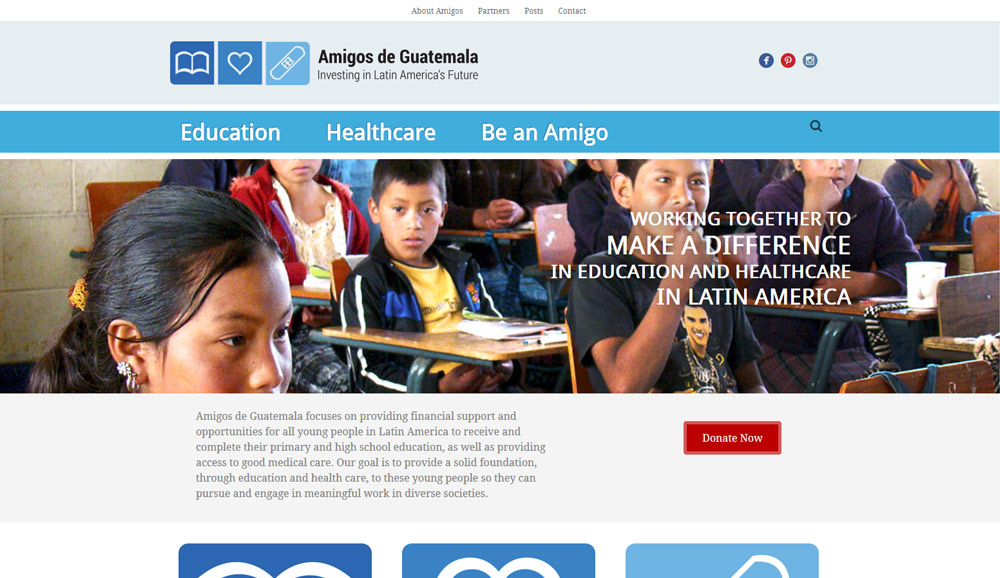 About Amigos Partners Posts Contact
Amigos de Guatemala
Investing in Latin America's Future
Education Healthcare Be an Amigo
WORKING TOGETHER TO
MAKE A DIFFERENCE
IN EDUCATION AND HEALTHCARE
IN LATIN AMERICA
Amigos de Guatemala focuses on providing financial support and
opportunities for all young people in Latin America to receive and
complete their primary and high school education, as well as providing
access to good medical care. Our goal is to provide a solid foundation,
through education and health care, to these young people so they can
pursue and engage in meaningful work in diverse societies.
Donate Now